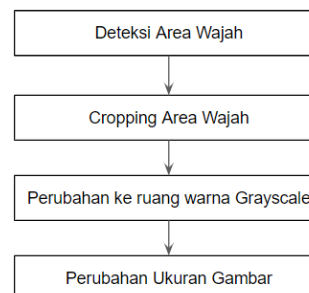 Deteksi Area Wajah
Cropping Area Wajah
Perubahan ke ruang warna Grayscale
Perubahan Ukuran Gambar